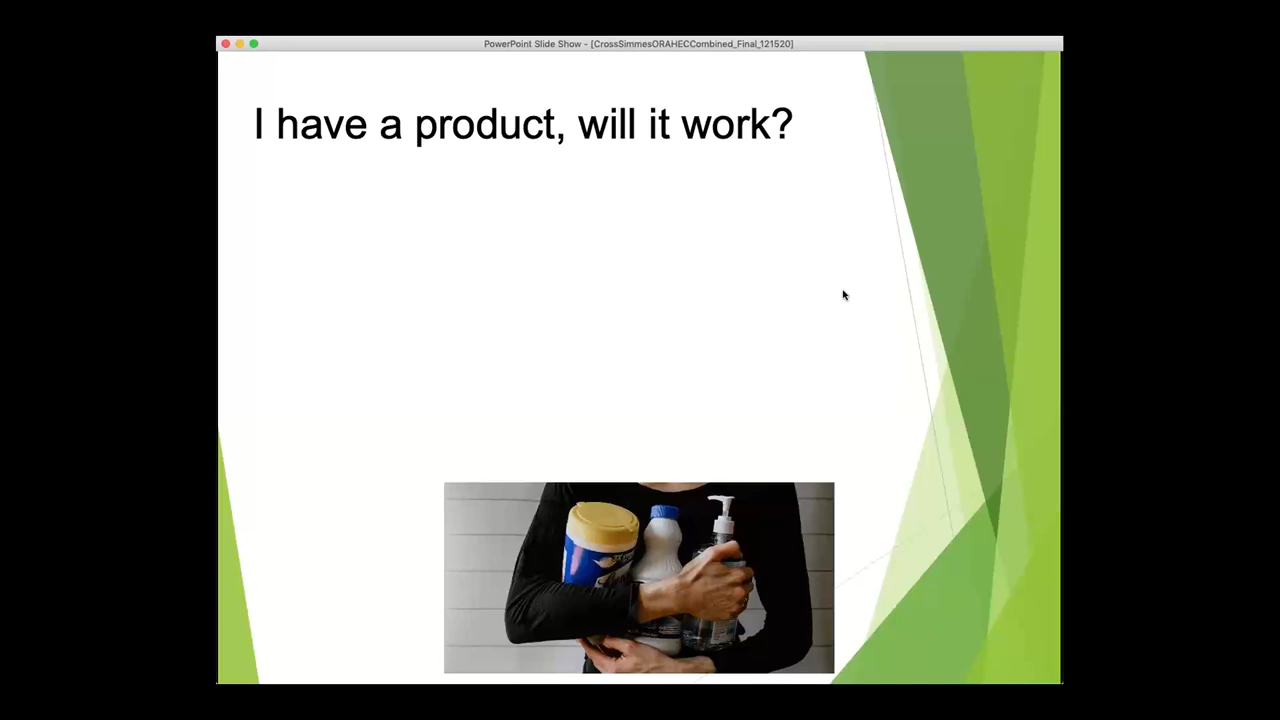 PowerPoint Slide Show - [CrossSimmesORAHECCombined_Final_121520]
I have a product, will it work?